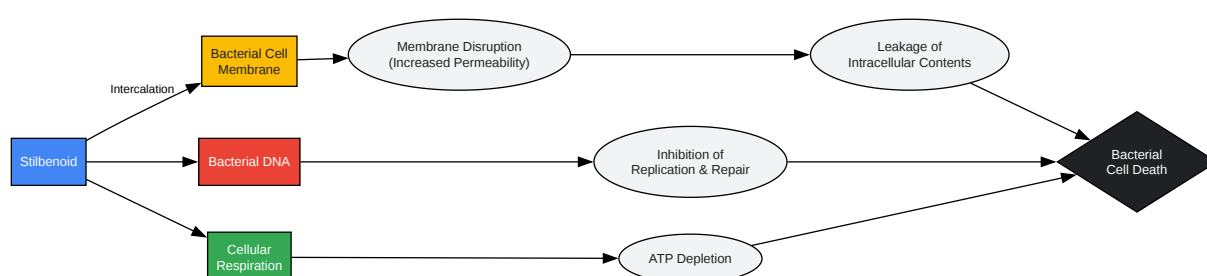 Bacterial Cell
Membrane
Membrane Disruption
(Increased Permeability)
Leakage of
Intracellular Contents
Intercalation
Stilbenoid
Bacterial DNA
Inhibition of
Replication & Repair
Bacterial
Cell Death
Cellular
Respiration
ATP Depletion